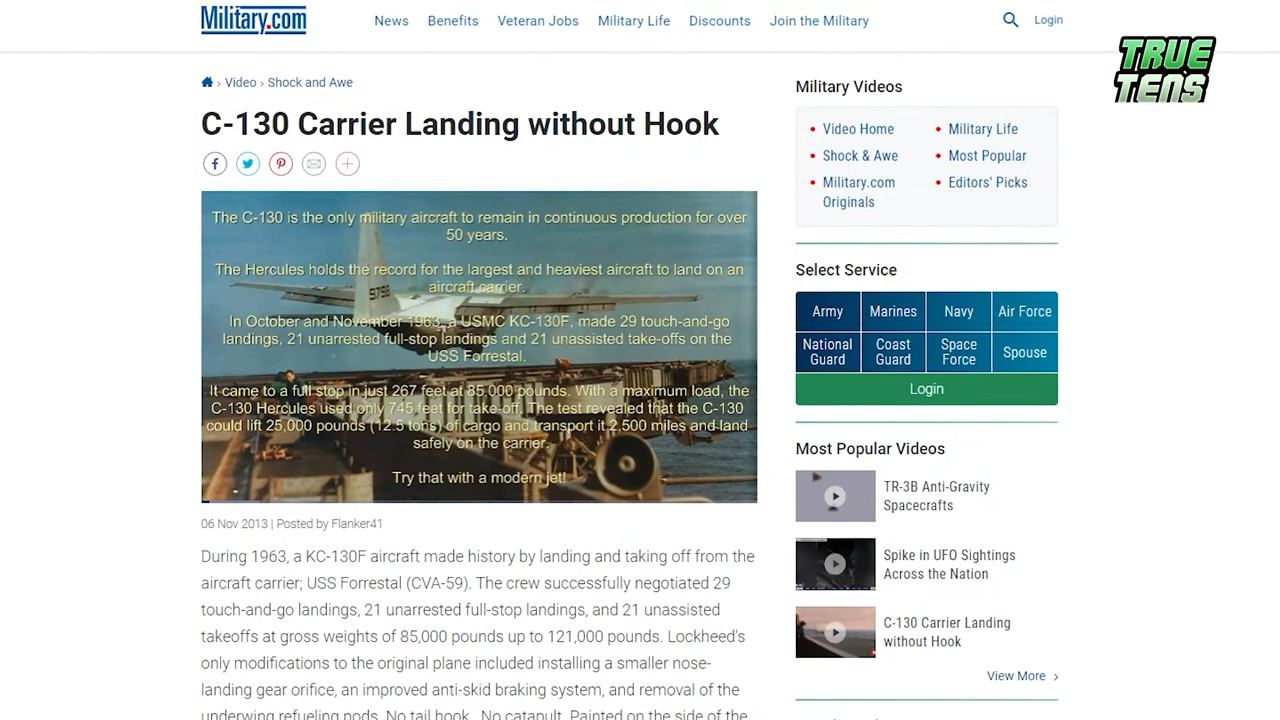 Military.com
News Benefits Veteran Jobs Military Life Discounts Join the Military
Login
TRUE
TENS
Video › Shock and Awe
C-130 Carrier Landing without Hook
The C-130 is the only military aircraft to remain in continuous production for over
50 years.
The Hercules holds the record for the largest and heaviest aircraft to land on an
aircraft carrier.
In October and November 1963, a USMC KC-130F, made 29 touch-and-go
landings, 21 unarrested full-stop landings and 21 unassisted take-offs on the
USS Forrestal.
It came to a full stop in just 267 feet at 85,000 pounds. With a maximum load, the
C-130 Hercules used only 745 feet for take-off. The test revealed that the C-130
could lift 25,000 pounds (12.5 tons) of cargo and transport it 2,500 miles and land
safely on the carrier.
Try that with a modern jet!
06 Nov 2013 | Posted by Flanker41
During 1963, a KC-130F aircraft made history by landing and taking off from the
aircraft carrier; USS Forrestal (CVA-59). The crew successfully negotiated 29
touch-and-go landings, 21 unarrested full-stop landings, and 21 unassisted
takeoffs at gross weights of 85,000 pounds up to 121,000 pounds. Lockheed's
only modifications to the original plane included installing a smaller nose-
landing gear orifice, an improved anti-skid braking system, and removal of the
underwing refueling pods. No tail hook. No catapult. Painted on the side of the
Military Videos
• Video Home
• Military Life
• Shock & Awe
• Most Popular
• Military.com
Originals
• Editors' Picks
Select Service
Army
Marines
Navy
Air Force
National
Guard
Coast
Guard
Space
Force
Spouse
Login
Most Popular Videos
TR-3B Anti-Gravity
Spacecrafts
Spike in UFO Sightings
Across the Nation
C-130 Carrier Landing
without Hook
View More ›